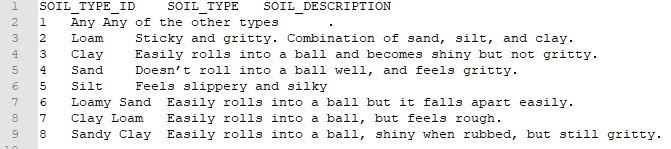 1 SOIL_TYPE_ID SOIL_TYPE SOIL_DESCRIPTION
2 1 Any Any of the other types .
3 2 Loam Sticky and gritty. Combination of sand, silt, and clay.
4 3 Clay Easily rolls into a ball and becomes shiny but not gritty.
5 4 Sand Doesn't roll into a ball well, and feels gritty.
6 5 Silt Feels slippery and silky
7 6 Loamy Sand Easily rolls into a ball but it falls apart easily.
8 7 Clay Loam Easily rolls into a ball, but feels rough.
9 8 Sandy Clay Easily rolls into a ball, shiny when rubbed, but still gritty.